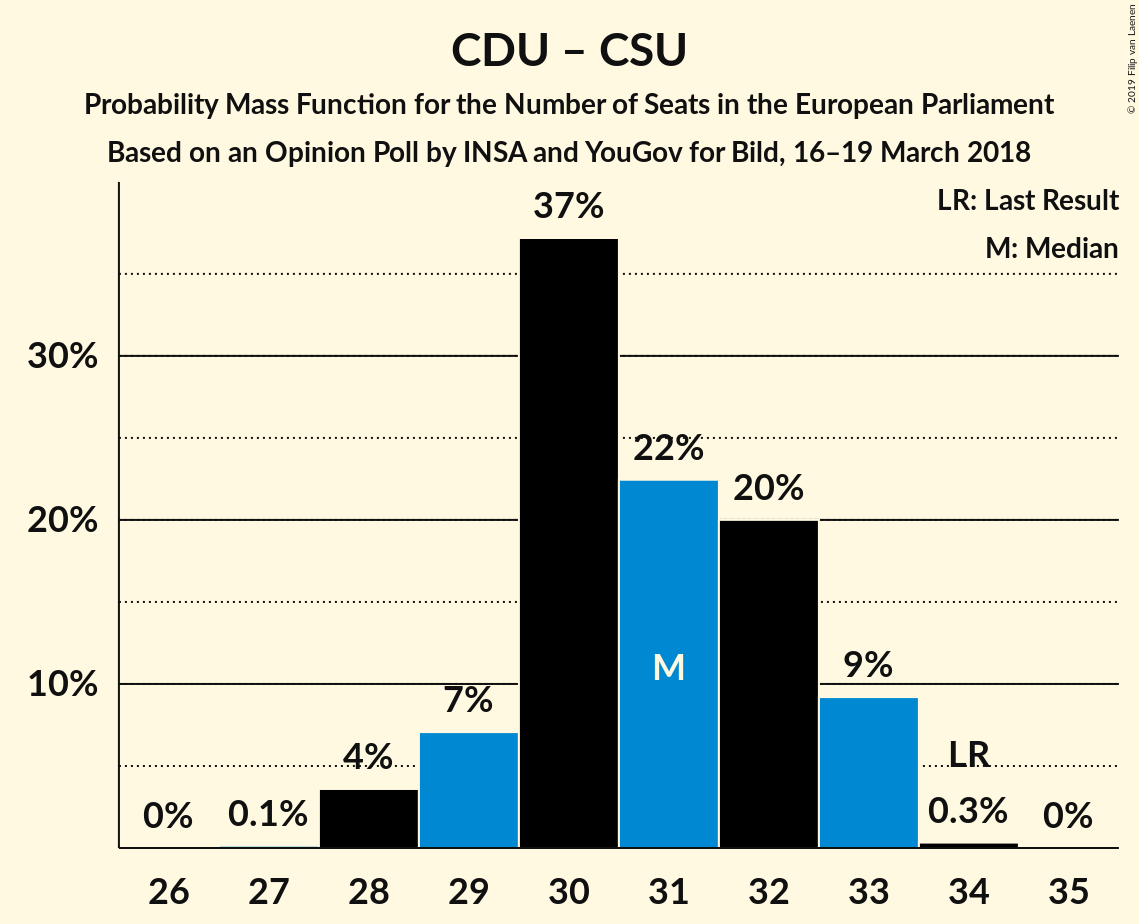 CDU – CSU
Probability Mass Function for the Number of Seats in the European Parliament
Based on an Opinion Poll by INSA and YouGov for Bild, 16–19 March 2018
© 2019 Filip van Laenen
LR: Last Result
M: Median
37%
30%
22%
20%
20%
M
10%
9%
7%
4%
LR
0%
0.1%
0.3%
0%
26 27 28 29 30 31 32 33 34 35